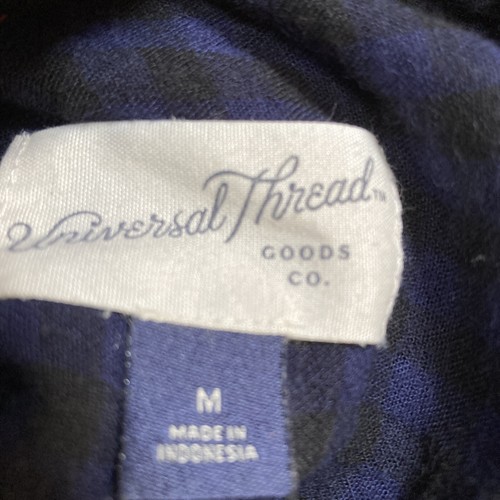 Universal Thread™
GOODS
CO.
M
MADE IN
INDONESIA